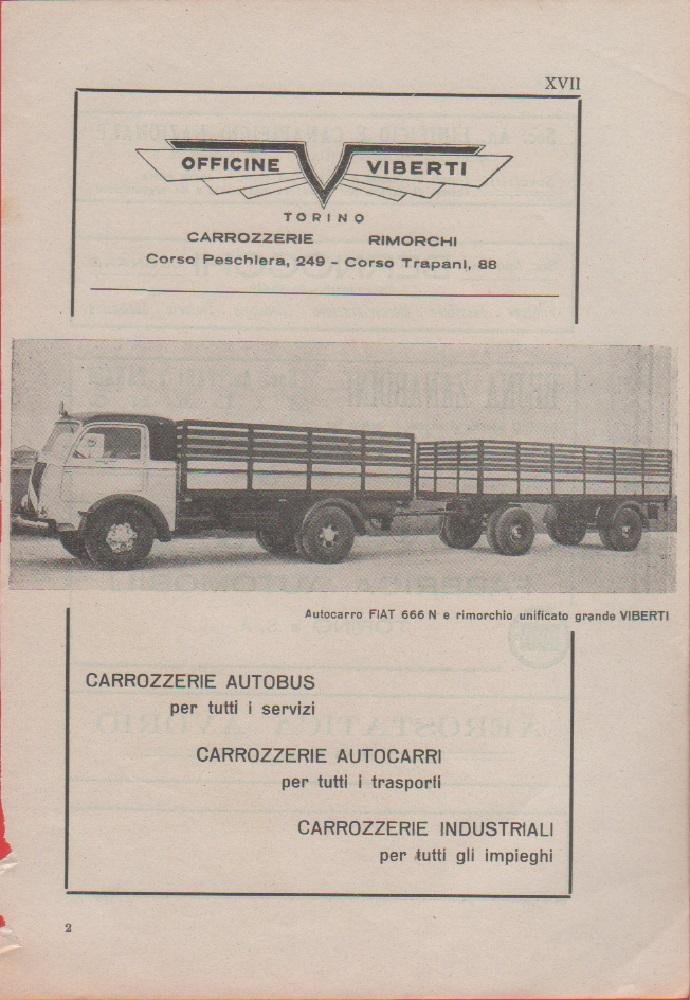 XVII
OFFICINE VIBERTI
TORINO
CARROZZERIE RIMORCHI
Corso Peschiera, 249 - Corso Trapani, 88
Autocarro FIAT 666 N e rimorchio unificato grande VIBERTI
CARROZZERIE AUTOBUS
per tutti i servizi
CARROZZERIE AUTOCARRI
per tutti i trasporti
CARROZZERIE INDUSTRIALI
per tutti gli impieghi
2